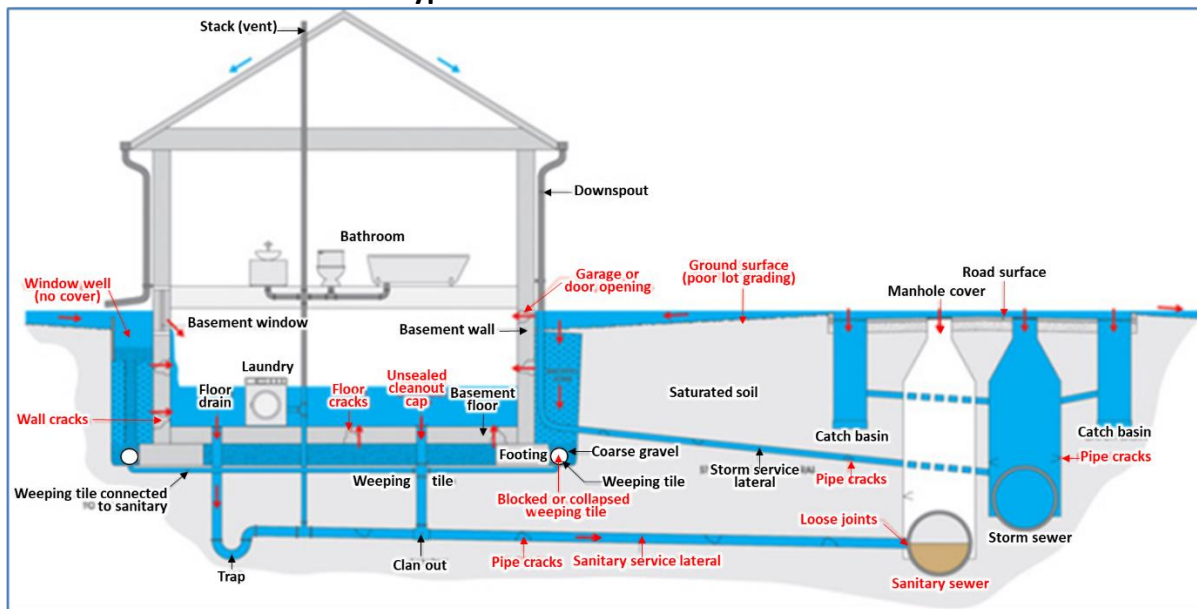 Stack (vent)
Downspout
Bathroom
Window well
(no cover)
Garage or
door opening
Ground surface
(poor lot grading)
Road surface
Manhole cover
Basement window
Basement wall
Laundry
Floor
drain
Floor
cracks
Unsealed
cleanout
cap
Basement
floor
Saturated soil
Wall cracks
Catch basin
Catch basin
Footing
Coarse gravel
Weeping tile connected
to sanitary
Weeping tile
Weeping tile
Storm service
lateral
Pipe cracks
Pipe cracks
Blocked or collapsed
weeping tile
Loose joints
Storm sewer
Trap
Clan out
Pipe cracks
Sanitary service lateral
Sanitary sewer